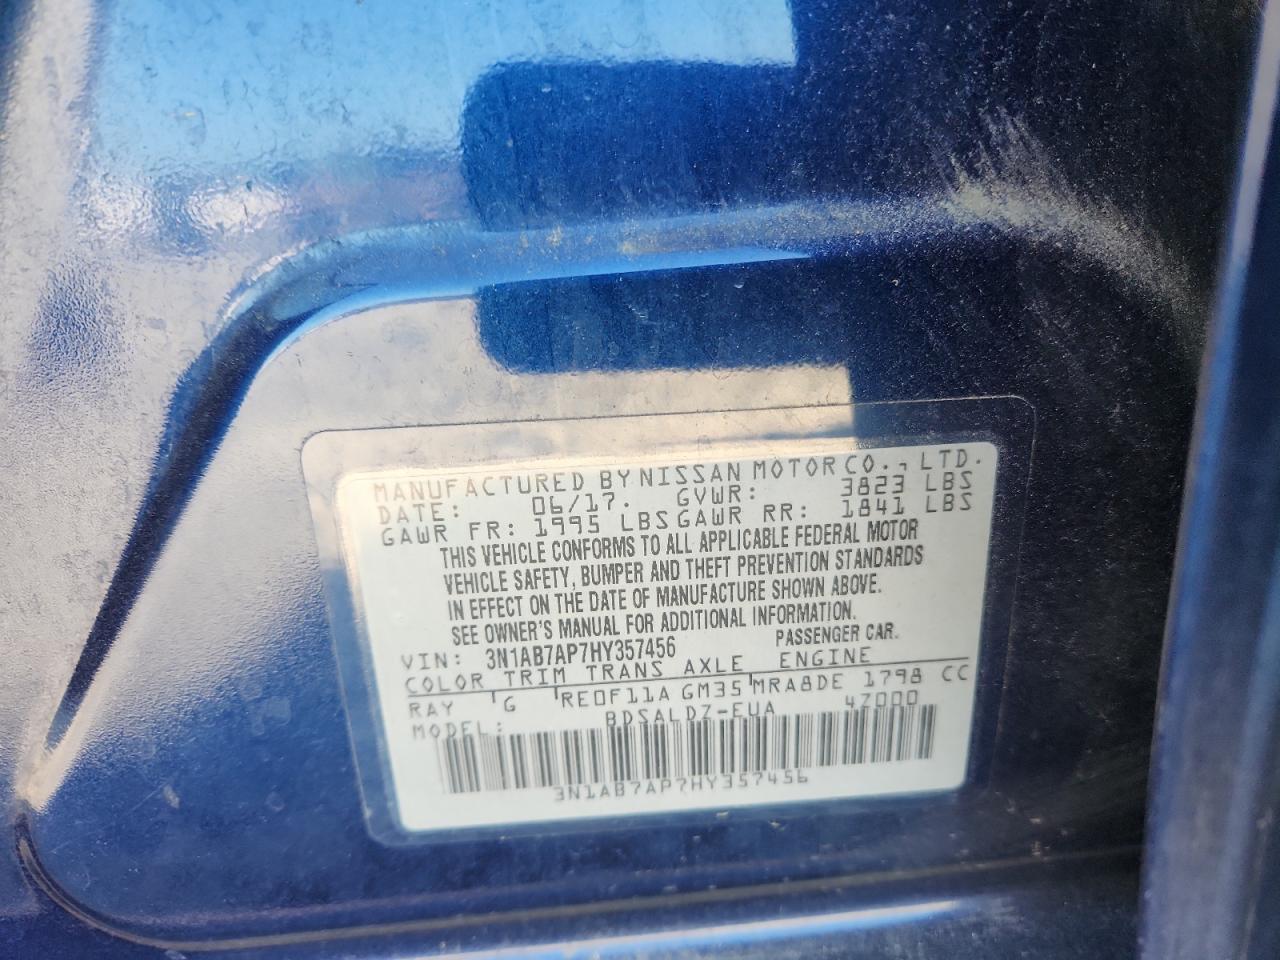 MANUFACTURED BY NISSAN MOTOR CO., LTD.
DATE: 06/17. GVWR: 3823 LBS
GAWR FR: 1995 LBS GAWR RR: 1841 LBS
THIS VEHICLE CONFORMS TO ALL APPLICABLE FEDERAL MOTOR
VEHICLE SAFETY, BUMPER AND THEFT PREVENTION STANDARDS
IN EFFECT ON THE DATE OF MANUFACTURE SHOWN ABOVE.
SEE OWNER'S MANUAL FOR ADDITIONAL INFORMATION.
VIN: 3N1AB7AP7HY357456 PASSENGER CAR.
COLOR TRIM TRANS AXLE ENGINE
RAY G RE0F11A GM35 MRA8DE 1798 CC
MODEL: BDSALDZ-EUA 4Z000
3N1AB7AP7HY357456